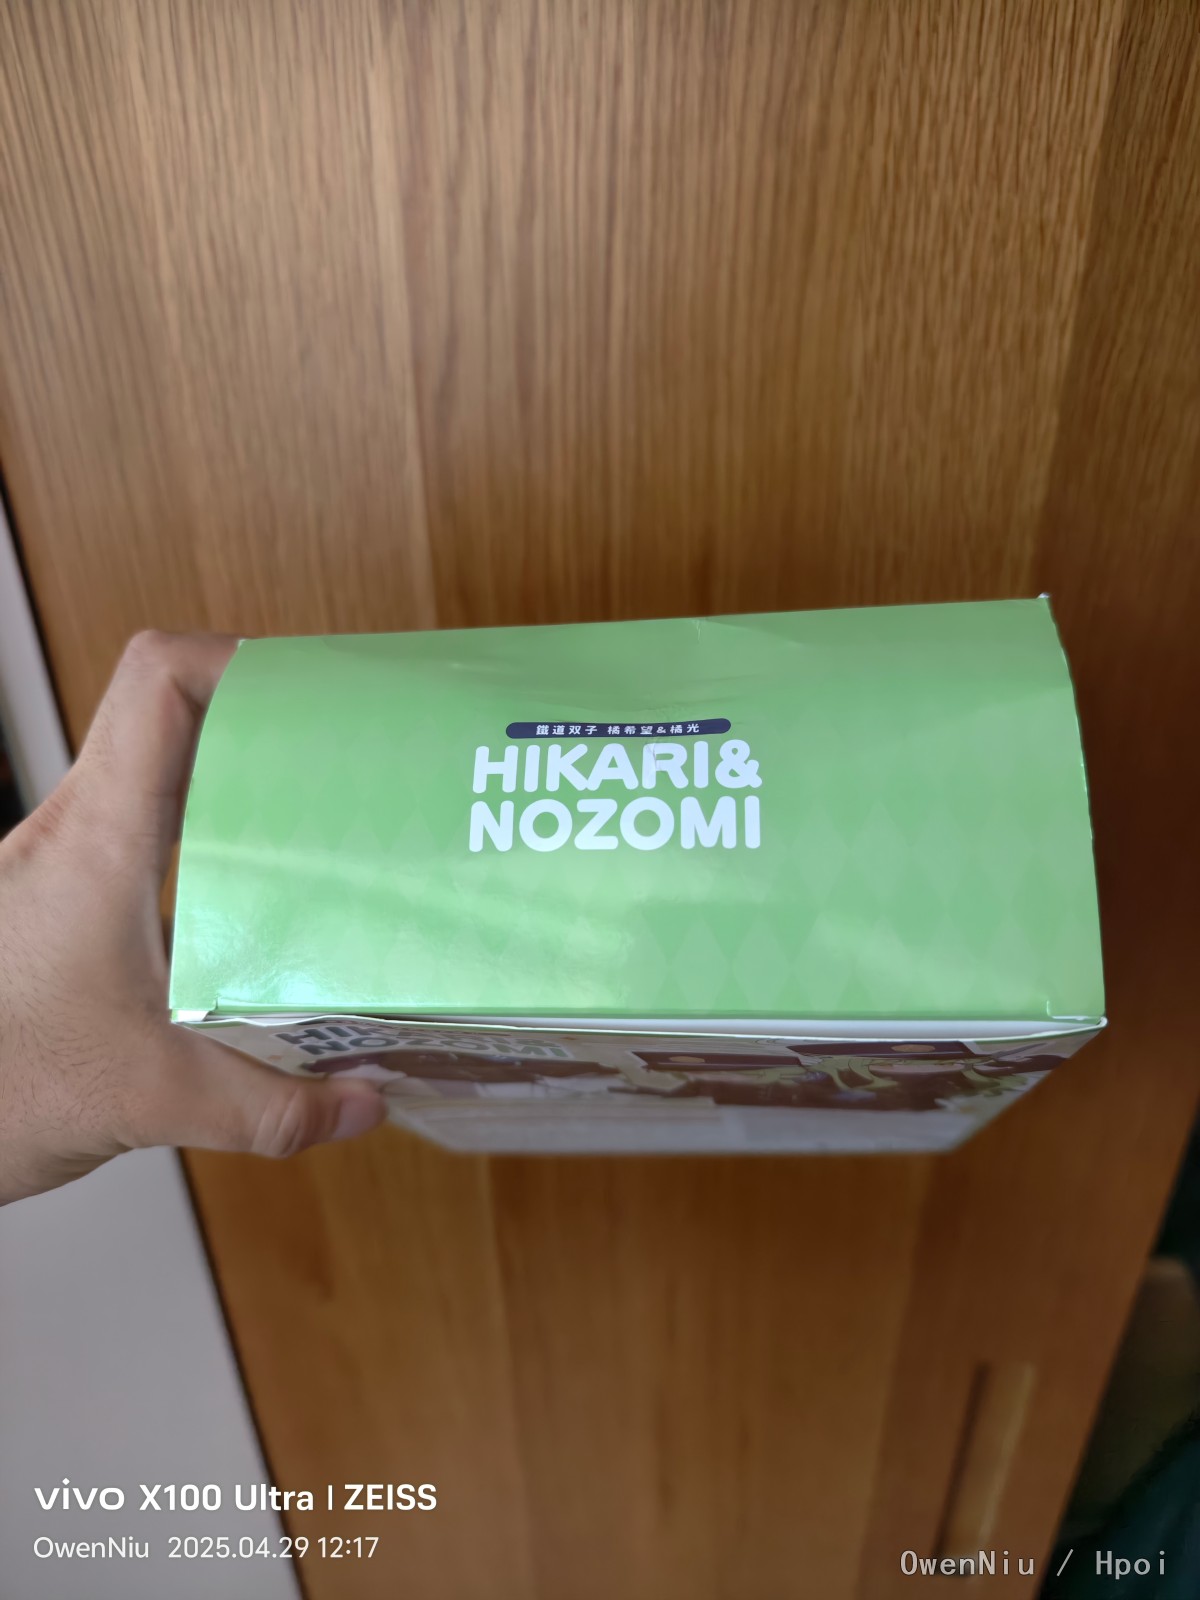 鐵道双子 橘希望&橘光
HIKARI&
NOZOMI
NOZOMI
vivo X100 Ultra | ZEISS
OwenNiu 2025.04.29 12:17
OwenNiu / Hpoi